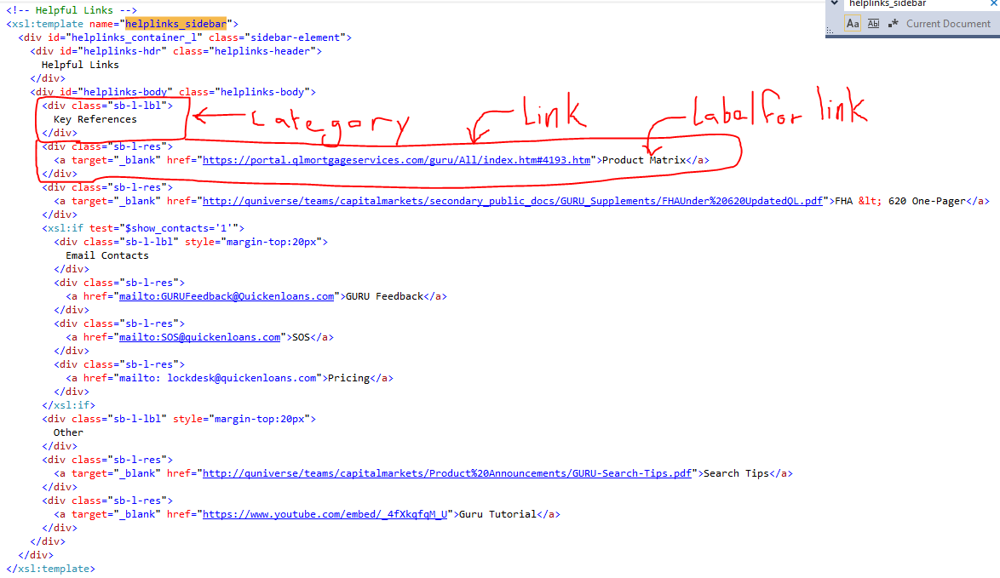 <!-- Helpful Links -->
<xsl:template name="helplinks_sidebar">
<div id="helplinks_container_l" class="sidebar-element">
<div id="helplinks-hdr" class="helplinks-header">
Helpful Links
</div>
<div id="helplinks-body" class="helplinks-body">
<div class="sb-l-lbl">
Key References
</div>
<div class="sb-l-res">
<a target="_blank" href="https://portal.qlmortgageservices.com/guru/All/index.htm#4193.htm">Product Matrix</a>
</div>
<div class="sb-l-res">
<a target="_blank" href="http://quniverse/teams/capitalmarkets/secondary_public_docs/GURU_Supplements/FHAUnder%20620UpdatedQL.pdf">FHA &lt; 620 One-Pager</a>
</div>
<xsl:if test="$show_contacts='1'">
<div class="sb-l-lbl" style="margin-top:20px">
Email Contacts
</div>
<div class="sb-l-res">
<a href="mailto:GURUFeedback@Quickenloans.com">GURU Feedback</a>
</div>
<div class="sb-l-res">
<a href="mailto:SOS@quickenloans.com">SOS</a>
</div>
<div class="sb-l-res">
<a href="mailto: lockdesk@quickenloans.com">Pricing</a>
</div>
</xsl:if>
<div class="sb-l-lbl" style="margin-top:20px">
Other
</div>
<div class="sb-l-res">
<a target="_blank" href="http://quniverse/teams/capitalmarkets/Product%20Announcements/GURU-Search-Tips.pdf">Search Tips</a>
</div>
<div class="sb-l-res">
<a target="_blank" href="https://www.youtube.com/embed/_4fXkqfqM_U">Guru Tutorial</a>
</div>
</div>
</div>
</xsl:template>
Category
Link
Label for link
helplinks_sidebar
Aa Abl .* Current Document